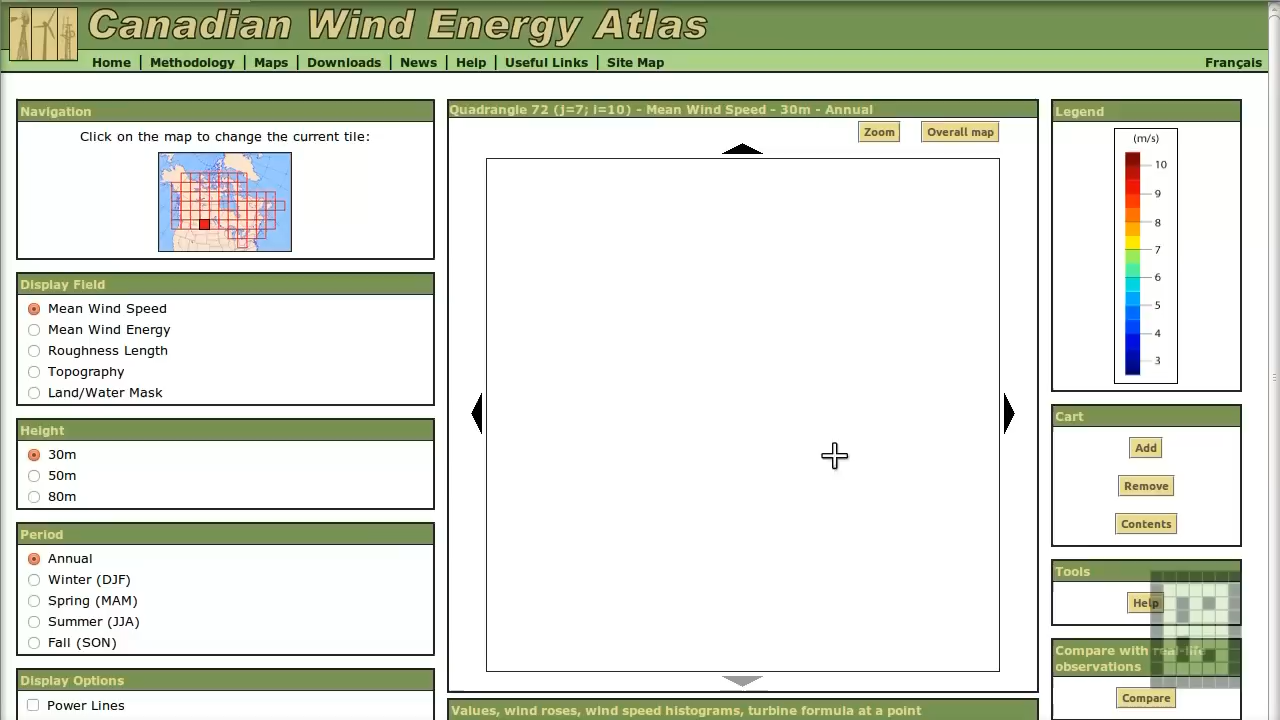 Canadian Wind Energy Atlas
Home | Methodology | Maps | Downloads | News | Help | Useful Links | Site Map
Français
Navigation
Click on the map to change the current tile:
Display Field
Mean Wind Speed
Mean Wind Energy
Roughness Length
Topography
Land/Water Mask
Height
30m
50m
80m
Period
Annual
Winter (DJF)
Spring (MAM)
Summer (JJA)
Fall (SON)
Display Options
Power Lines
Quadrangle 72 (j=7; i=10) - Mean Wind Speed - 30m - Annual
Zoom
Overall map
Values, wind roses, wind speed histograms, turbine formula at a point
Legend
(m/s)
10
9
8
7
6
5
4
3
Cart
Add
Remove
Contents
Tools
Help
Compare with real-life
observations
Compare